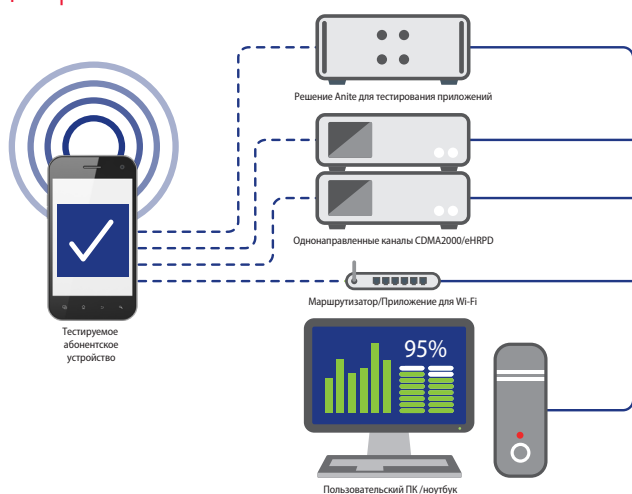 Решение Anite для тестирования приложений
Однонаправленные каналы CDMA2000/eHRPD
Маршрутизатор/Приложение для Wi-Fi
Тестируемое
абонентское
устройство
95%
Пользовательский ПК /ноутбук